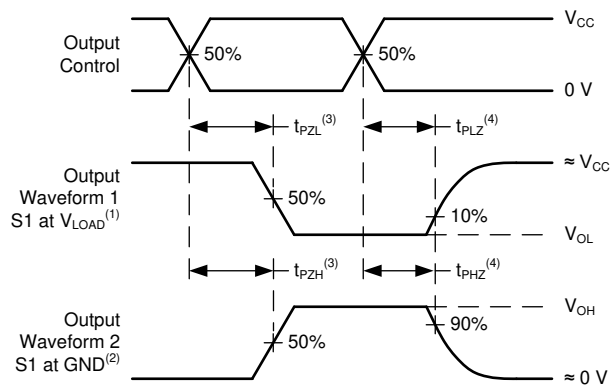 V_CC
Output
Control
50%
50%
0 V
t_PZL^(3)
t_PLZ^(4)
≈ V_CC
Output
Waveform 1
S1 at V_LOAD^(1)
50%
10%
V_OL
t_PZH^(3)
t_PHZ^(4)
V_OH
Output
Waveform 2
S1 at GND^(2)
50%
90%
≈ 0 V